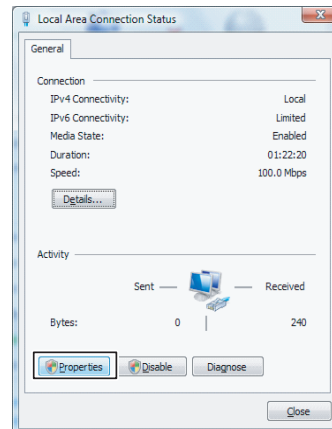 Local Area Connection Status
General
Connection
IPv4 Connectivity: Local
IPv6 Connectivity: Limited
Media State: Enabled
Duration: 01:22:20
Speed: 100.0 Mbps
Details...
Activity
Sent Received
Bytes: 0 240
Properties Disable Diagnose
Close